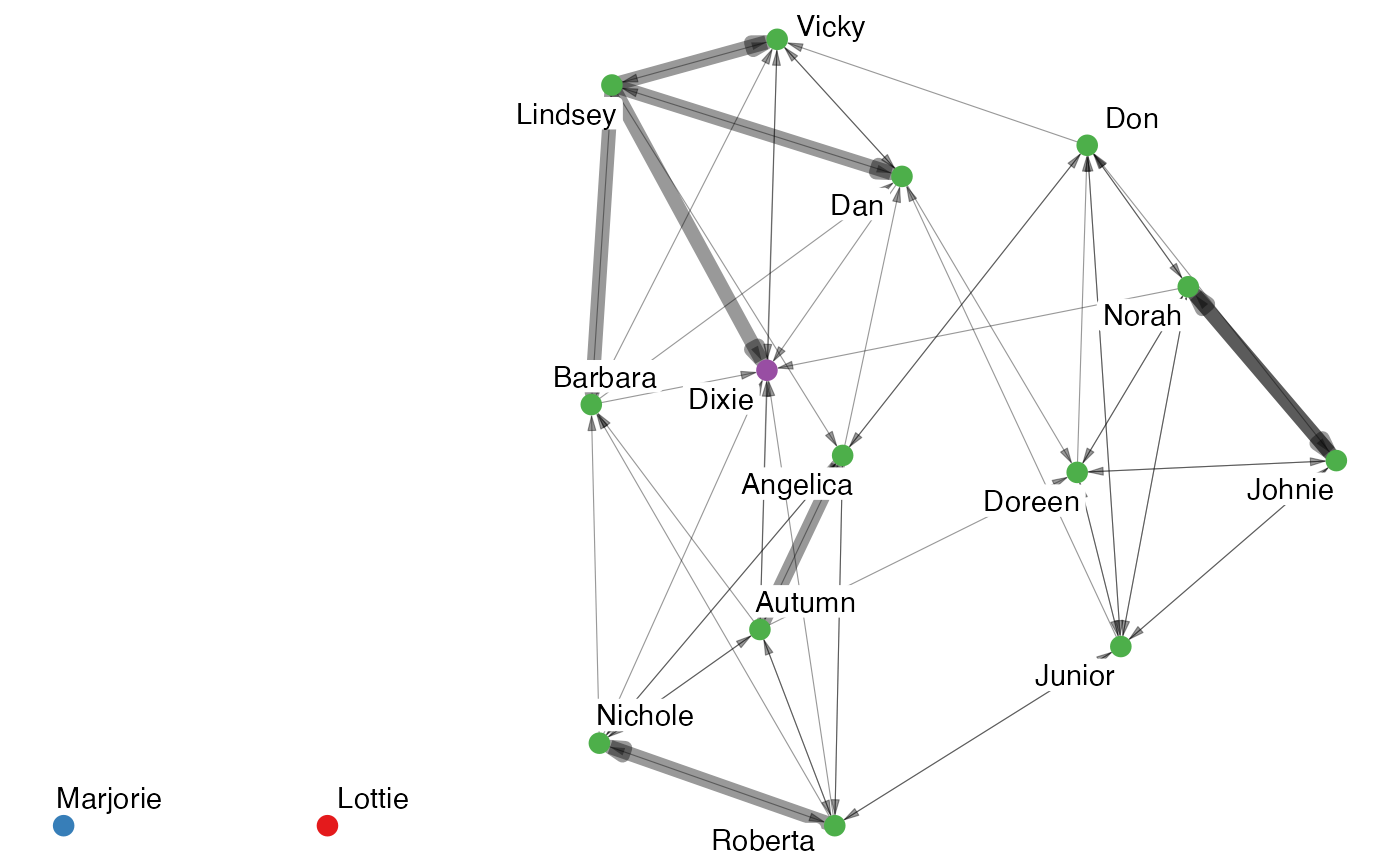 Vicky
Lindsey
Don
Dan
Norah
Barbara
Dixie
Angelica
Doreen
Johnie
Autumn
Junior
Nichole
Marjorie
Lottie
Roberta